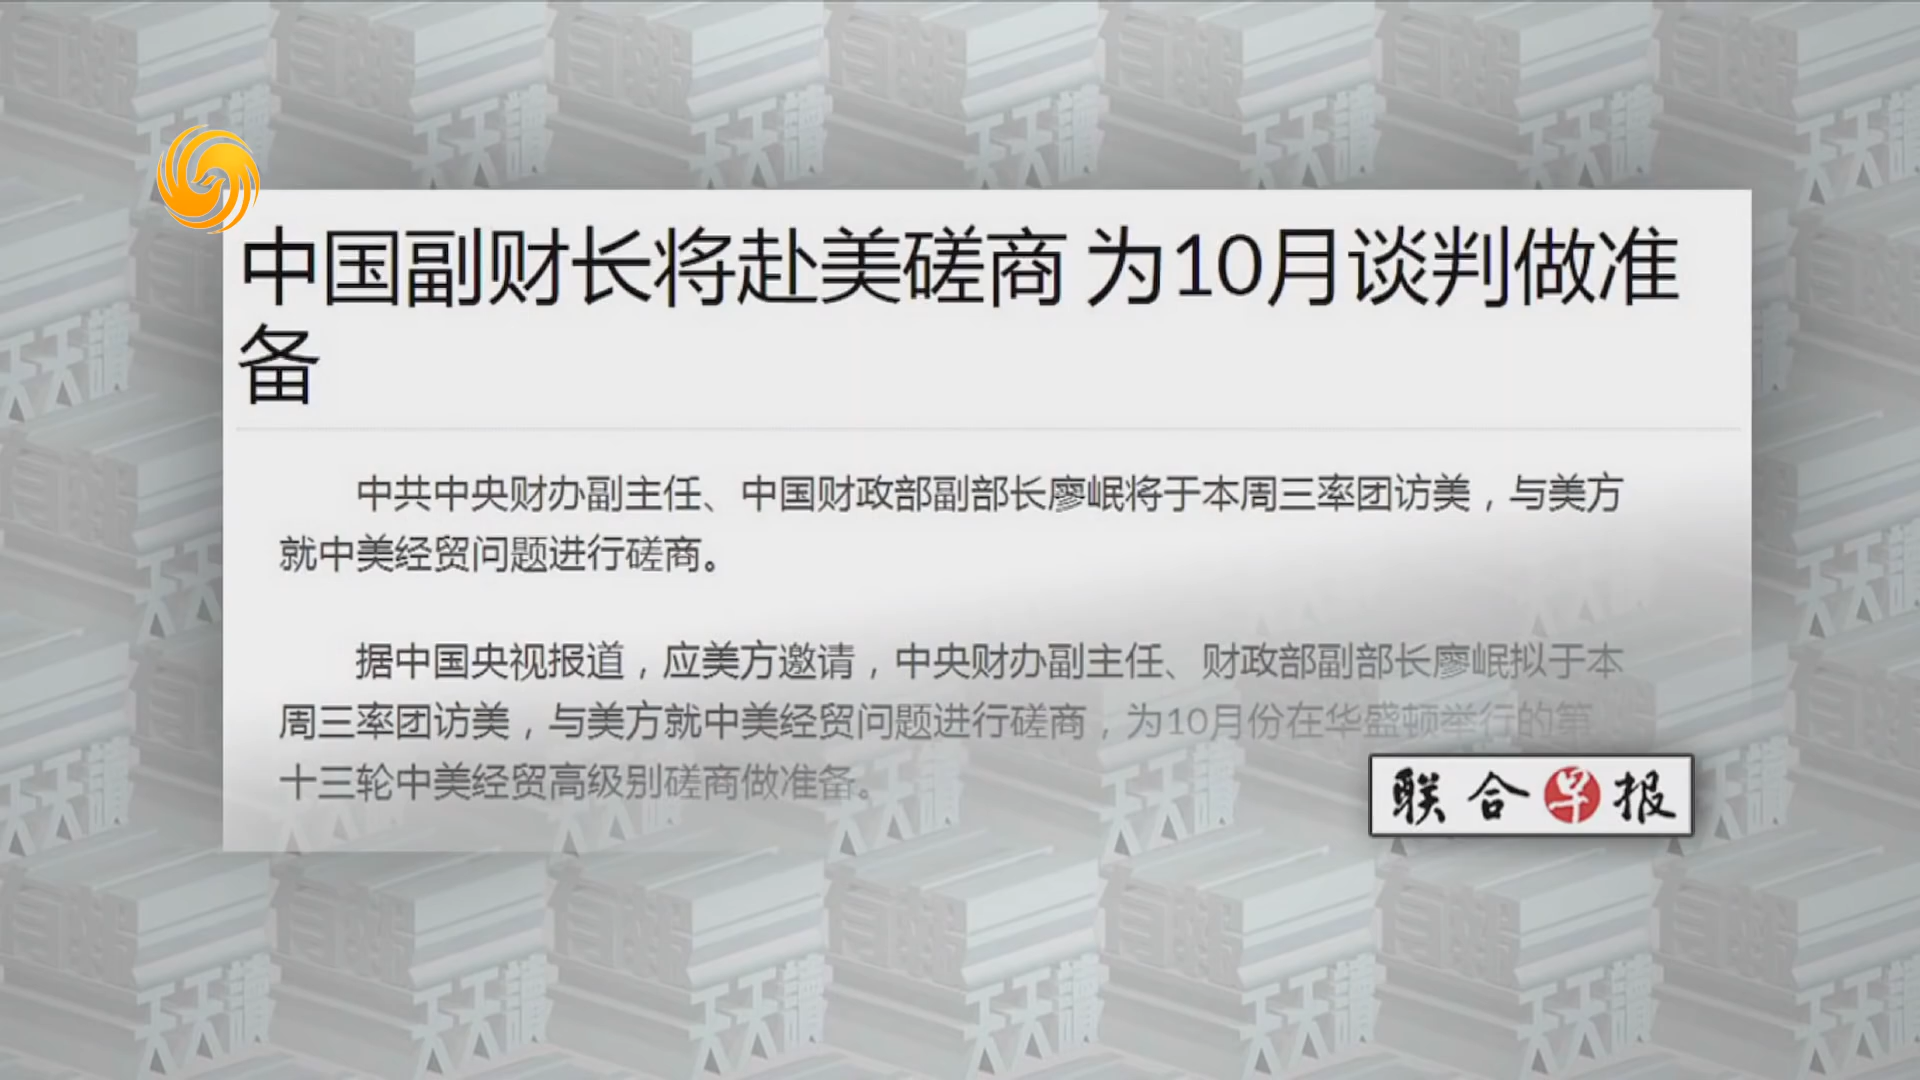 中国副财长将赴美磋商 为10月谈判做准
备
中共中央财办副主任、中国财政部副部长廖岷将于本周三率团访美，与美方
就中美经贸问题进行磋商。
据中国央视报道，应美方邀请，中央财办副主任、财政部副部长廖岷拟于本
周三率团访美，与美方就中美经贸问题进行磋商，为10月份在华盛顿举行的第
十三轮中美经贸高级别磋商做准备。
联合早报
天天讀